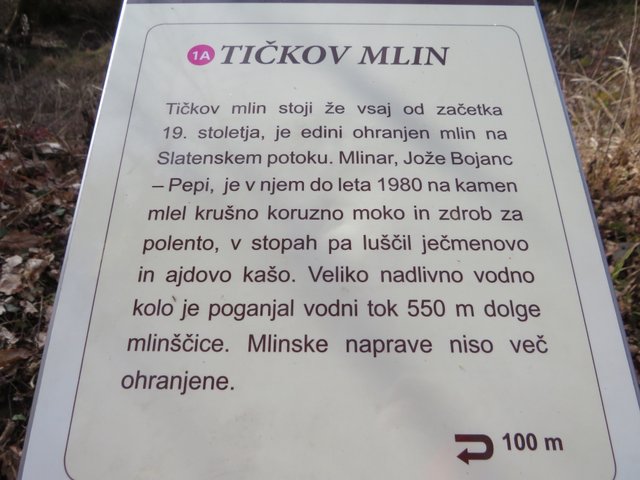 1A TIČKOV MLIN
Tičkov mlin stoji že vsaj od začetka
19. stoletja, je edini ohranjen mlin na
Slatenskem potoku. Mlinar, Jože Bojanc
– Pepi, je v njem do leta 1980 na kamen
mlel krušno koruzno moko in zdrob za
polento, v stopah pa luščil ječmenovo
in ajdovo kašo. Veliko nadlivno vodno
kolo je poganjal vodni tok 550 m dolge
mlinščice. Mlinske naprave niso več
ohranjene.
100 m